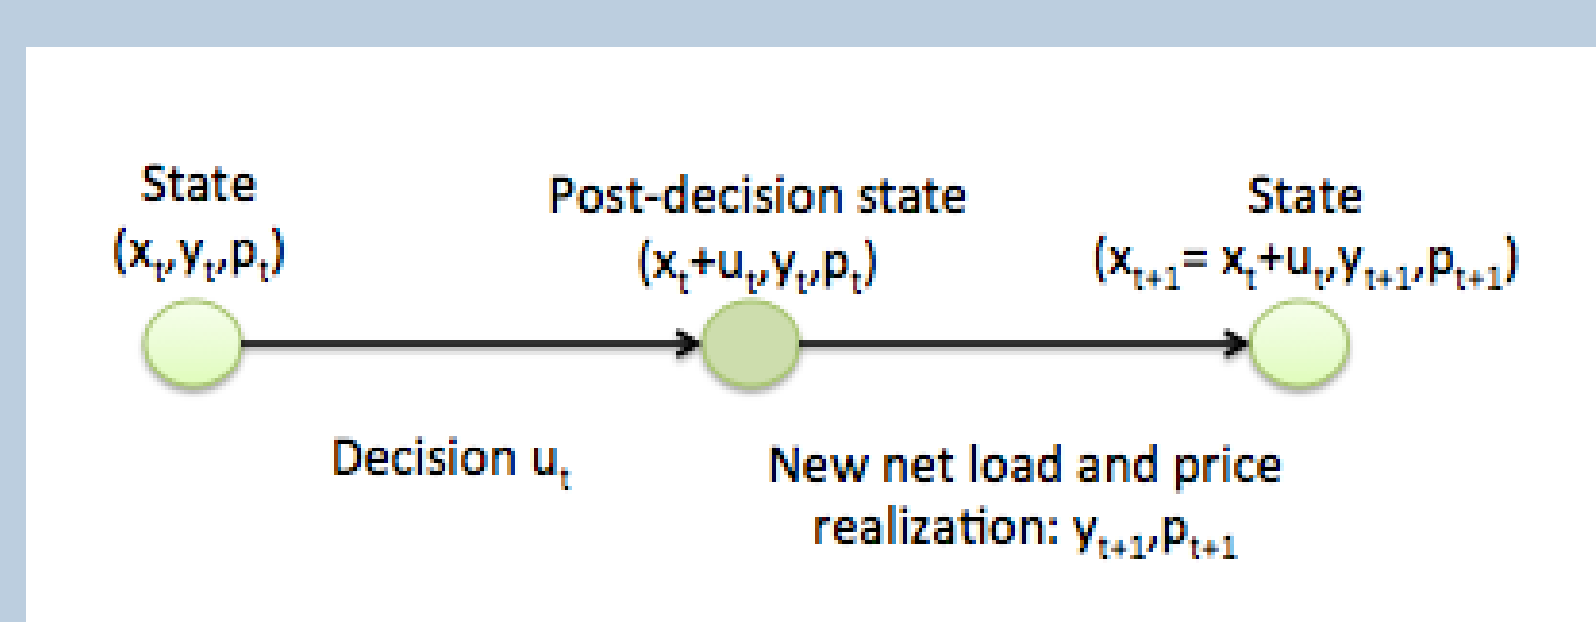 State
(xₜ,yₜ,pₜ)
Post-decision state
(xₜ+uₜ,yₜ,pₜ)
State
(xₜ₊₁= xₜ+uₜ,yₜ₊₁,pₜ₊₁)
Decision uₜ
New net load and price
realization: yₜ₊₁,pₜ₊₁